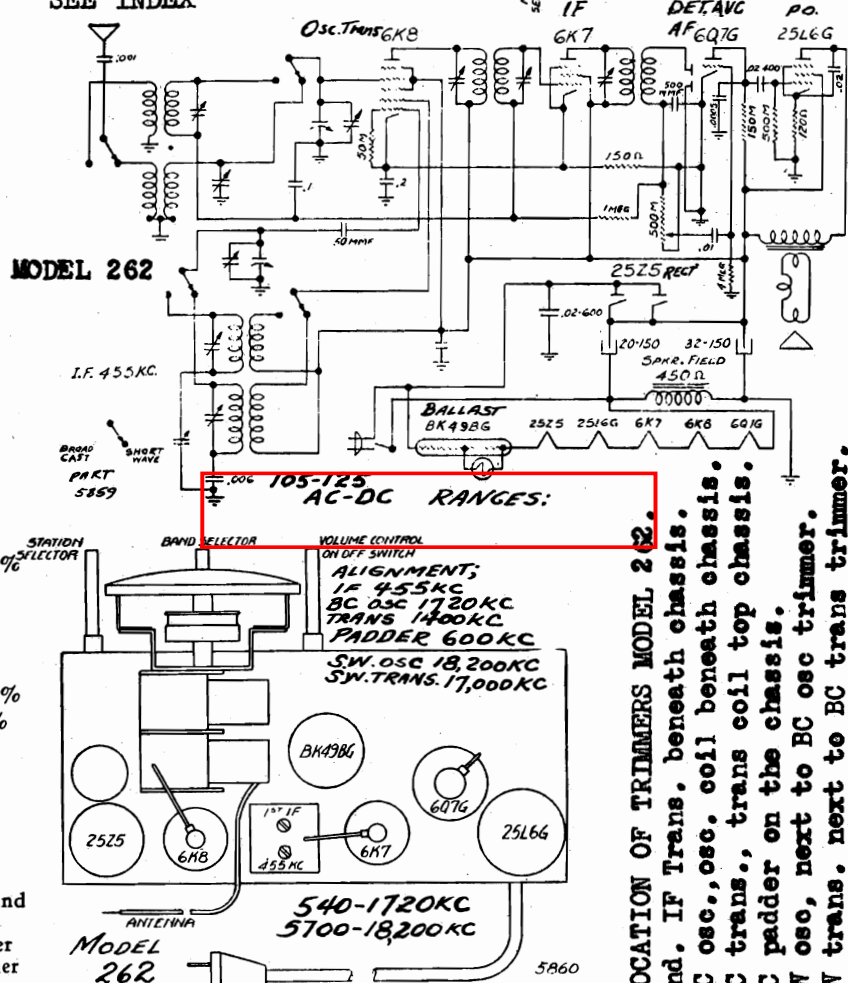 SEE INDEX
IF
DET. AVC
P.O.
Osc. Trans 6K8
6K7
AF 6Q7G
25L6G
.001
.02-400
.02
500 MMF
.0005
150M
500M
120Ω
50M
150Ω
.1
.2
1MEG
500M
50MMF
.01
MODEL 262
25Z5 RECT
.02-600
20-150
32-150
SPKR. FIELD
450Ω
I.F. 455KC.
BALLAST
BK49BG
25Z5
25L6G
6K7
6K8
6Q7G
BROAD CAST
SHORT WAVE
PART
5859
.006
105-125
AC-DC RANGES:
STATION SELECTOR
BAND SELECTOR
VOLUME CONTROL
ON OFF SWITCH
%
ALIGNMENT;
IF 455KC
BC OSC 1720KC
TRANS 1400KC
PADDER 600KC
S.W. OSC 18,200KC
S.W. TRANS. 17,000KC
%
%
BK49BG
6Q7G
25Z5
6K8
1ST IF
455 KC
6K7
25L6G
nd
er
er
ANTENNA
540-1720KC
5700-18,200KC
MODEL
262
5860
OCATION OF TRIMMERS MODEL 262.
nd. IF Trans. beneath chassis.
C osc., osc. coil beneath chassis.
C trans., trans coil top chassis.
C padder on the chassis.
W osc, next to BC osc trimmer.
W trans. next to BC trans trimmer.